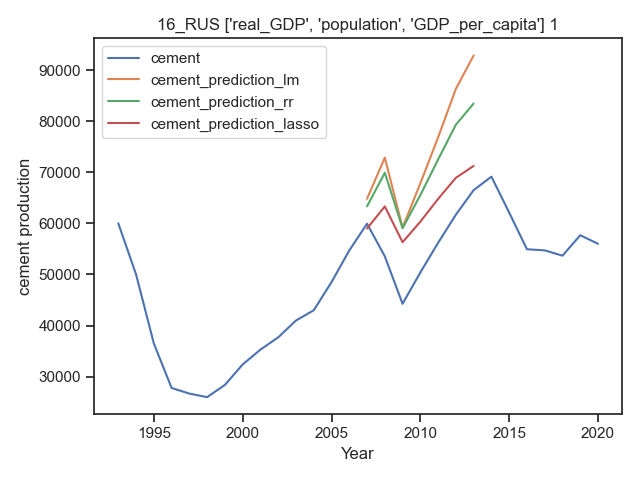 16_RUS ['real_GDP', 'population', 'GDP_per_capita'] 1
cement
cement_prediction_lm
cement_prediction_rr
cement_prediction_lasso
cement production
90000
80000
70000
60000
50000
40000
30000
1995
2000
2005
2010
2015
2020
Year